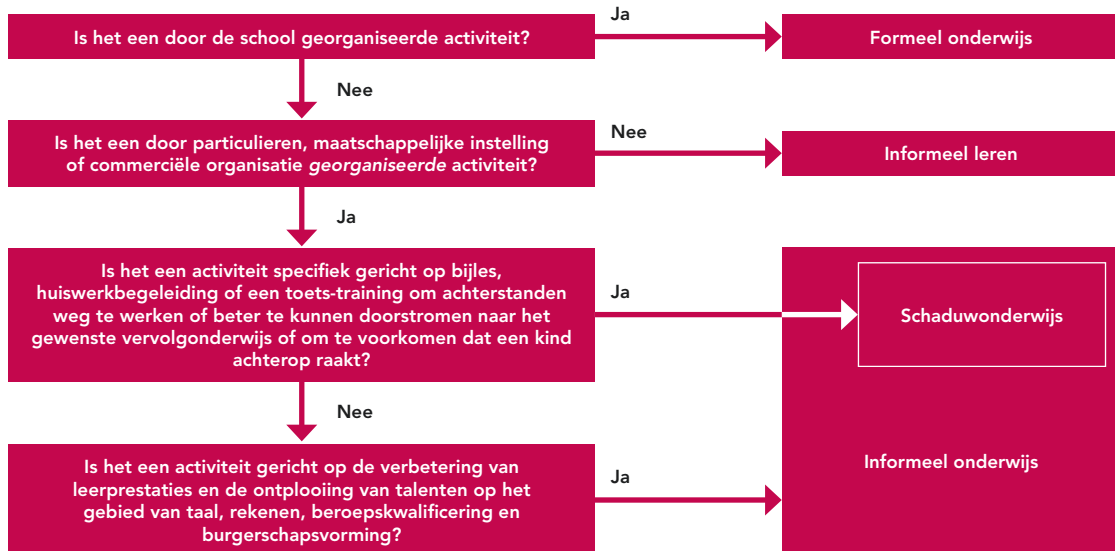 Is het een door de school georganiseerde activiteit?
Ja
Formeel onderwijs
Nee
Is het een door particulieren, maatschappelijke instelling
of commerciële organisatie georganiseerde activiteit?
Nee
Informeel leren
Ja
Is het een activiteit specifiek gericht op bijles,
huiswerkbegeleiding of een toets-training om achterstanden
weg te werken of beter te kunnen doorstromen naar het
gewenste vervolgonderwijs of om te voorkomen dat een kind
achterop raakt?
Ja
Schaduwonderwijs
Nee
Is het een activiteit gericht op de verbetering van
leerprestaties en de ontplooiing van talenten op het
gebied van taal, rekenen, beroepskwalificering en
burgerschapsvorming?
Ja
Informeel onderwijs